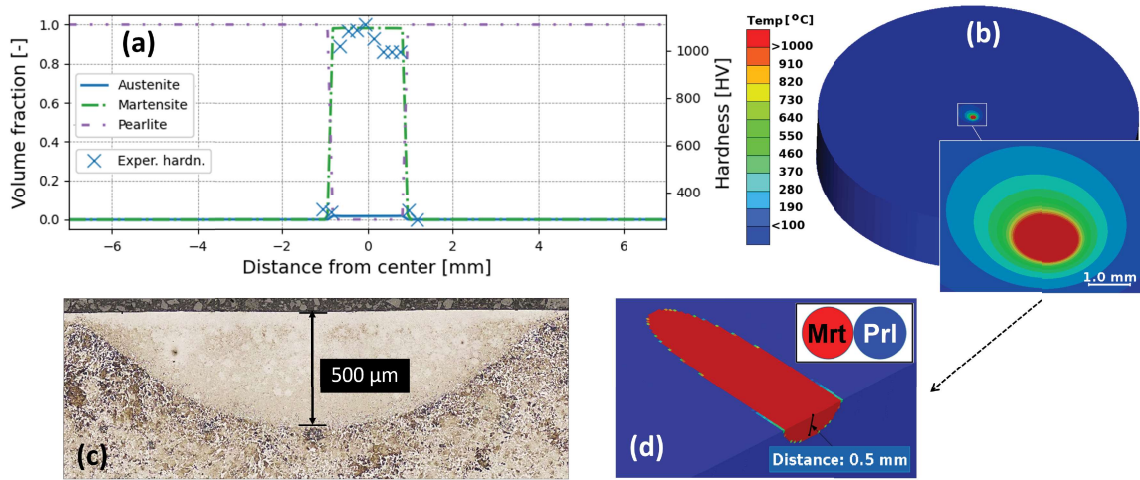 (a)
1.0
0.8
0.6
0.4
0.2
0.0
Volume fraction [-]
Austenite
Martensite
Pearlite
Exper. hardn.
1000
800
600
400
Hardness [HV]
−6
−4
−2
0
2
4
6
Distance from center [mm]
Temp [ºC]
>1000
910
820
730
640
550
460
370
280
190
<100
(b)
1.0 mm
500 µm
(c)
Mrt Prl
(d)
Distance: 0.5 mm